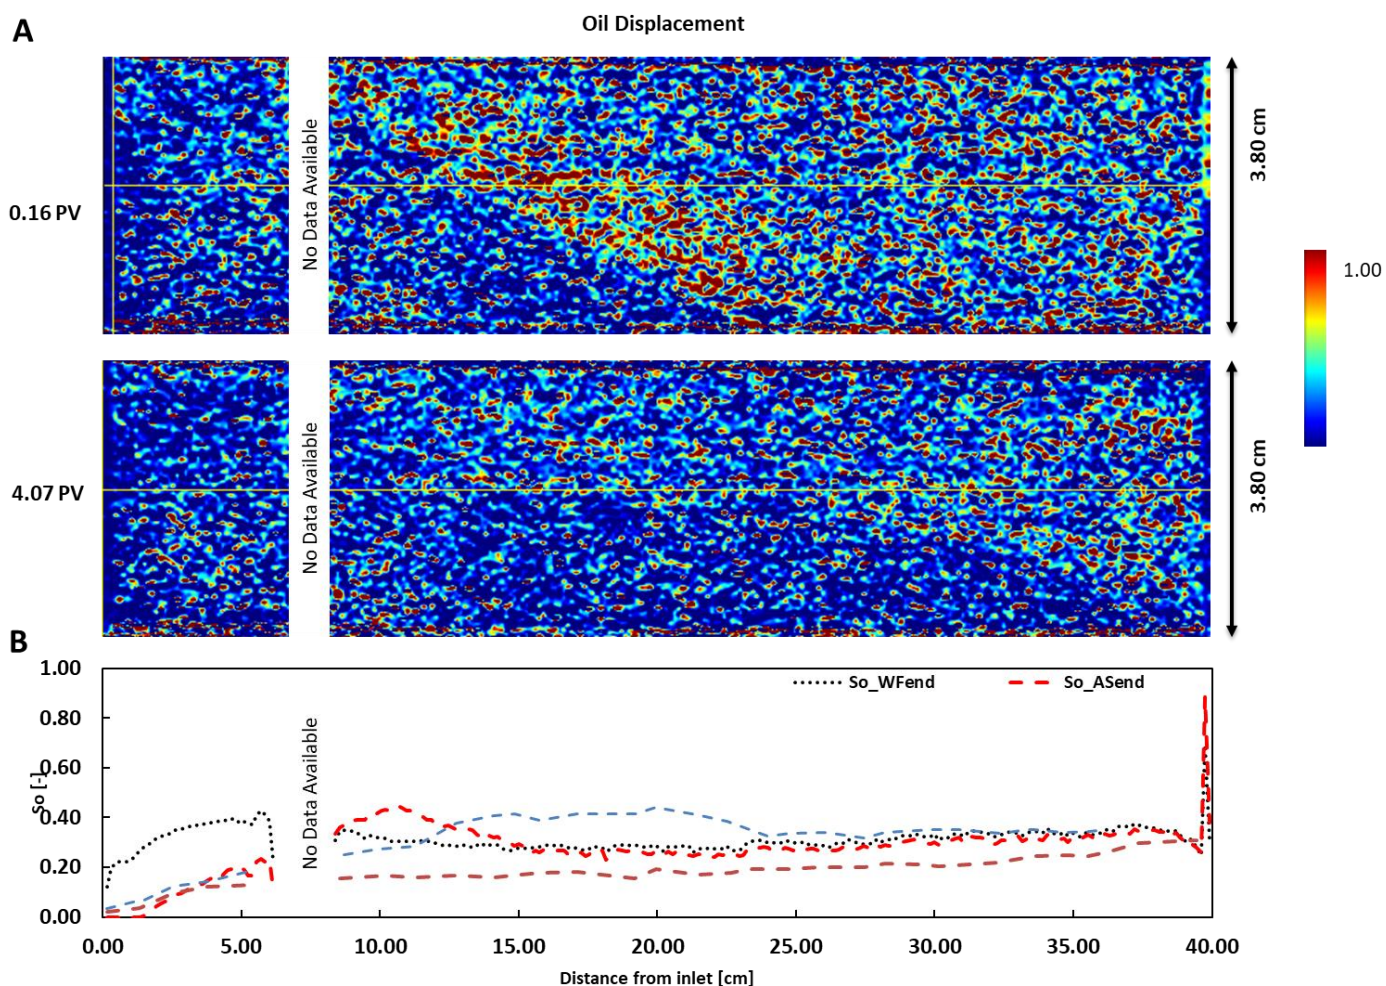 A
Oil Displacement
0.16 PV
No Data Available
3.80 cm
1.00
4.07 PV
No Data Available
3.80 cm
B
So [-]
1.00
0.80
0.60
0.40
0.20
0.00
No Data Available
So_WFend
So_ASend
0.00 5.00 10.00 15.00 20.00 25.00 30.00 35.00 40.00
Distance from inlet [cm]